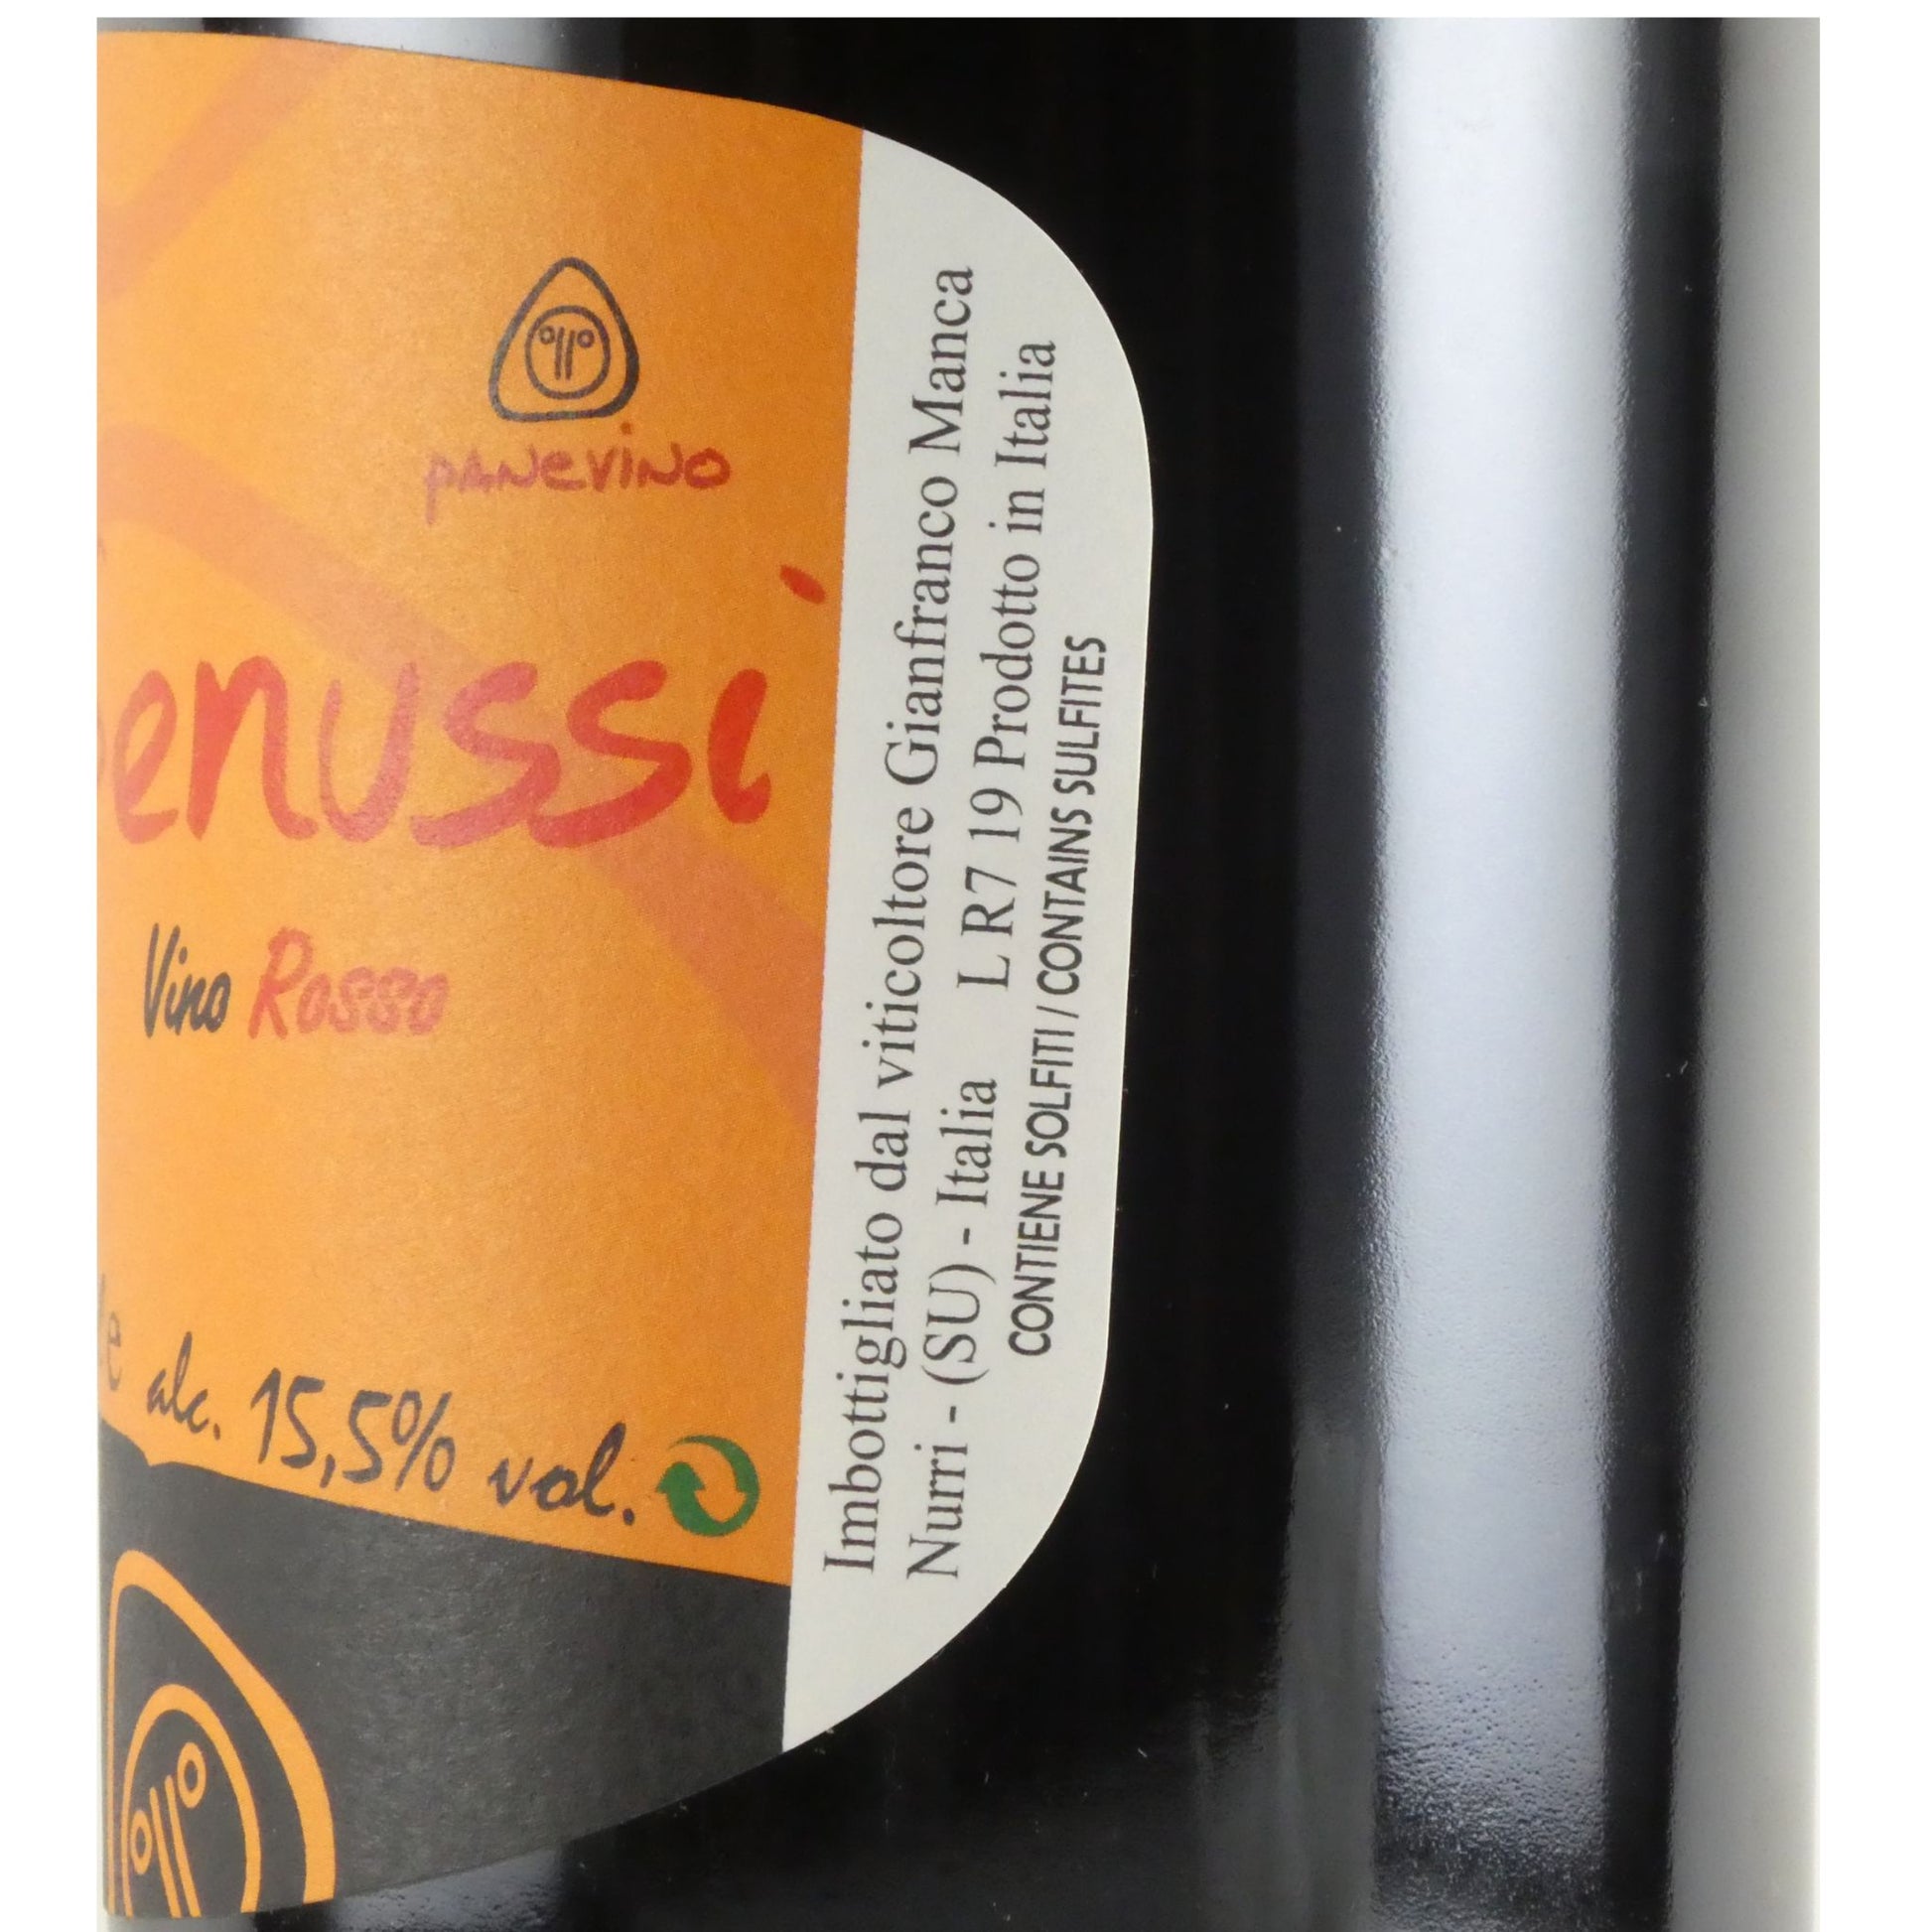 PANEVINO
enussì
Vino Rosso
alc. 15,5% vol.
Imbottigliato dal viticoltore Gianfranco Manca
Nurri - (SU) - Italia L R7 19 Prodotto in Italia
CONTIENE SOLFITI / CONTAINS SULFITES